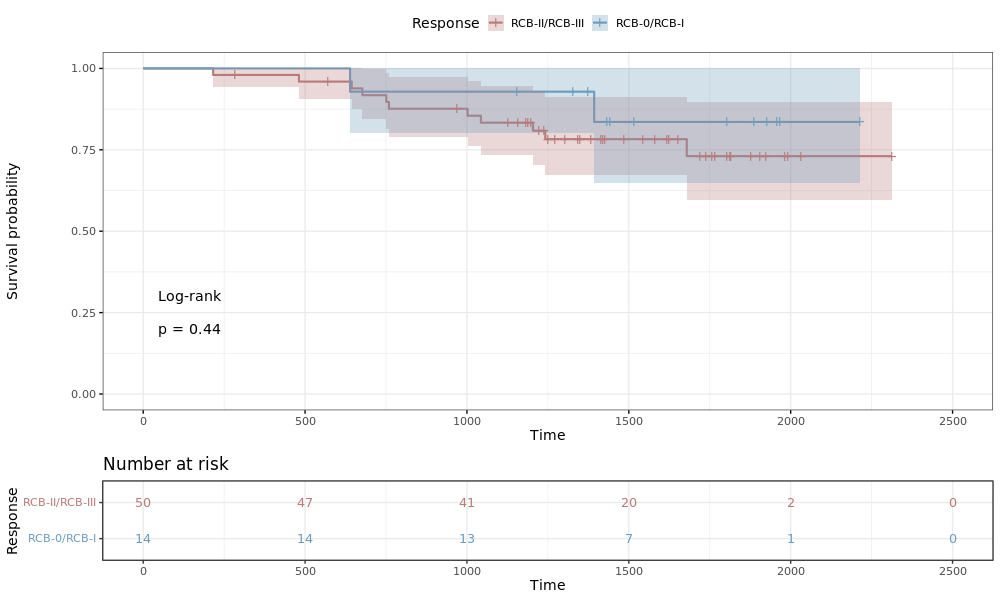 Response RCB-II/RCB-III RCB-0/RCB-I
Survival probability
1.00
0.75
0.50
0.25
0.00
Log-rank
p = 0.44
0 500 1000 1500 2000 2500
Time
Number at risk
Response
RCB-II/RCB-III 50 47 41 20 2 0
RCB-0/RCB-I 14 14 13 7 1 0
0 500 1000 1500 2000 2500
Time